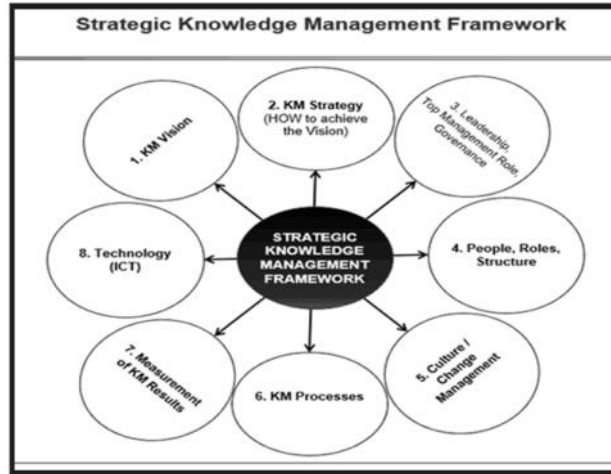 Strategic Knowledge Management Framework
1. KM Vision
2. KM Strategy
(HOW to achieve
the Vision)
3. Leadership,
Top Management Role,
Governance
4. People, Roles,
Structure
5. Culture /
Change
Management
6. KM Processes
7. Measurement
of KM Results
8. Technology
(ICT)
STRATEGIC
KNOWLEDGE
MANAGEMENT
FRAMEWORK